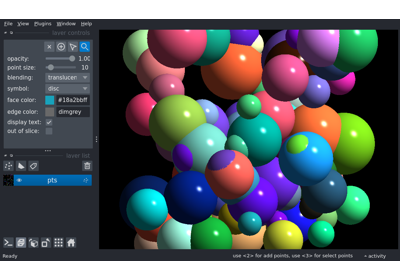 File View Plugins Window Help
layer controls
opacity: 1.00
point size: 10
blending: translucen
symbol: disc
face color: #18a2bbff
edge color: dimgrey
display text: ✓
out of slice:
layer list
pts
Ready use <2> for add points, use <3> for select points activity